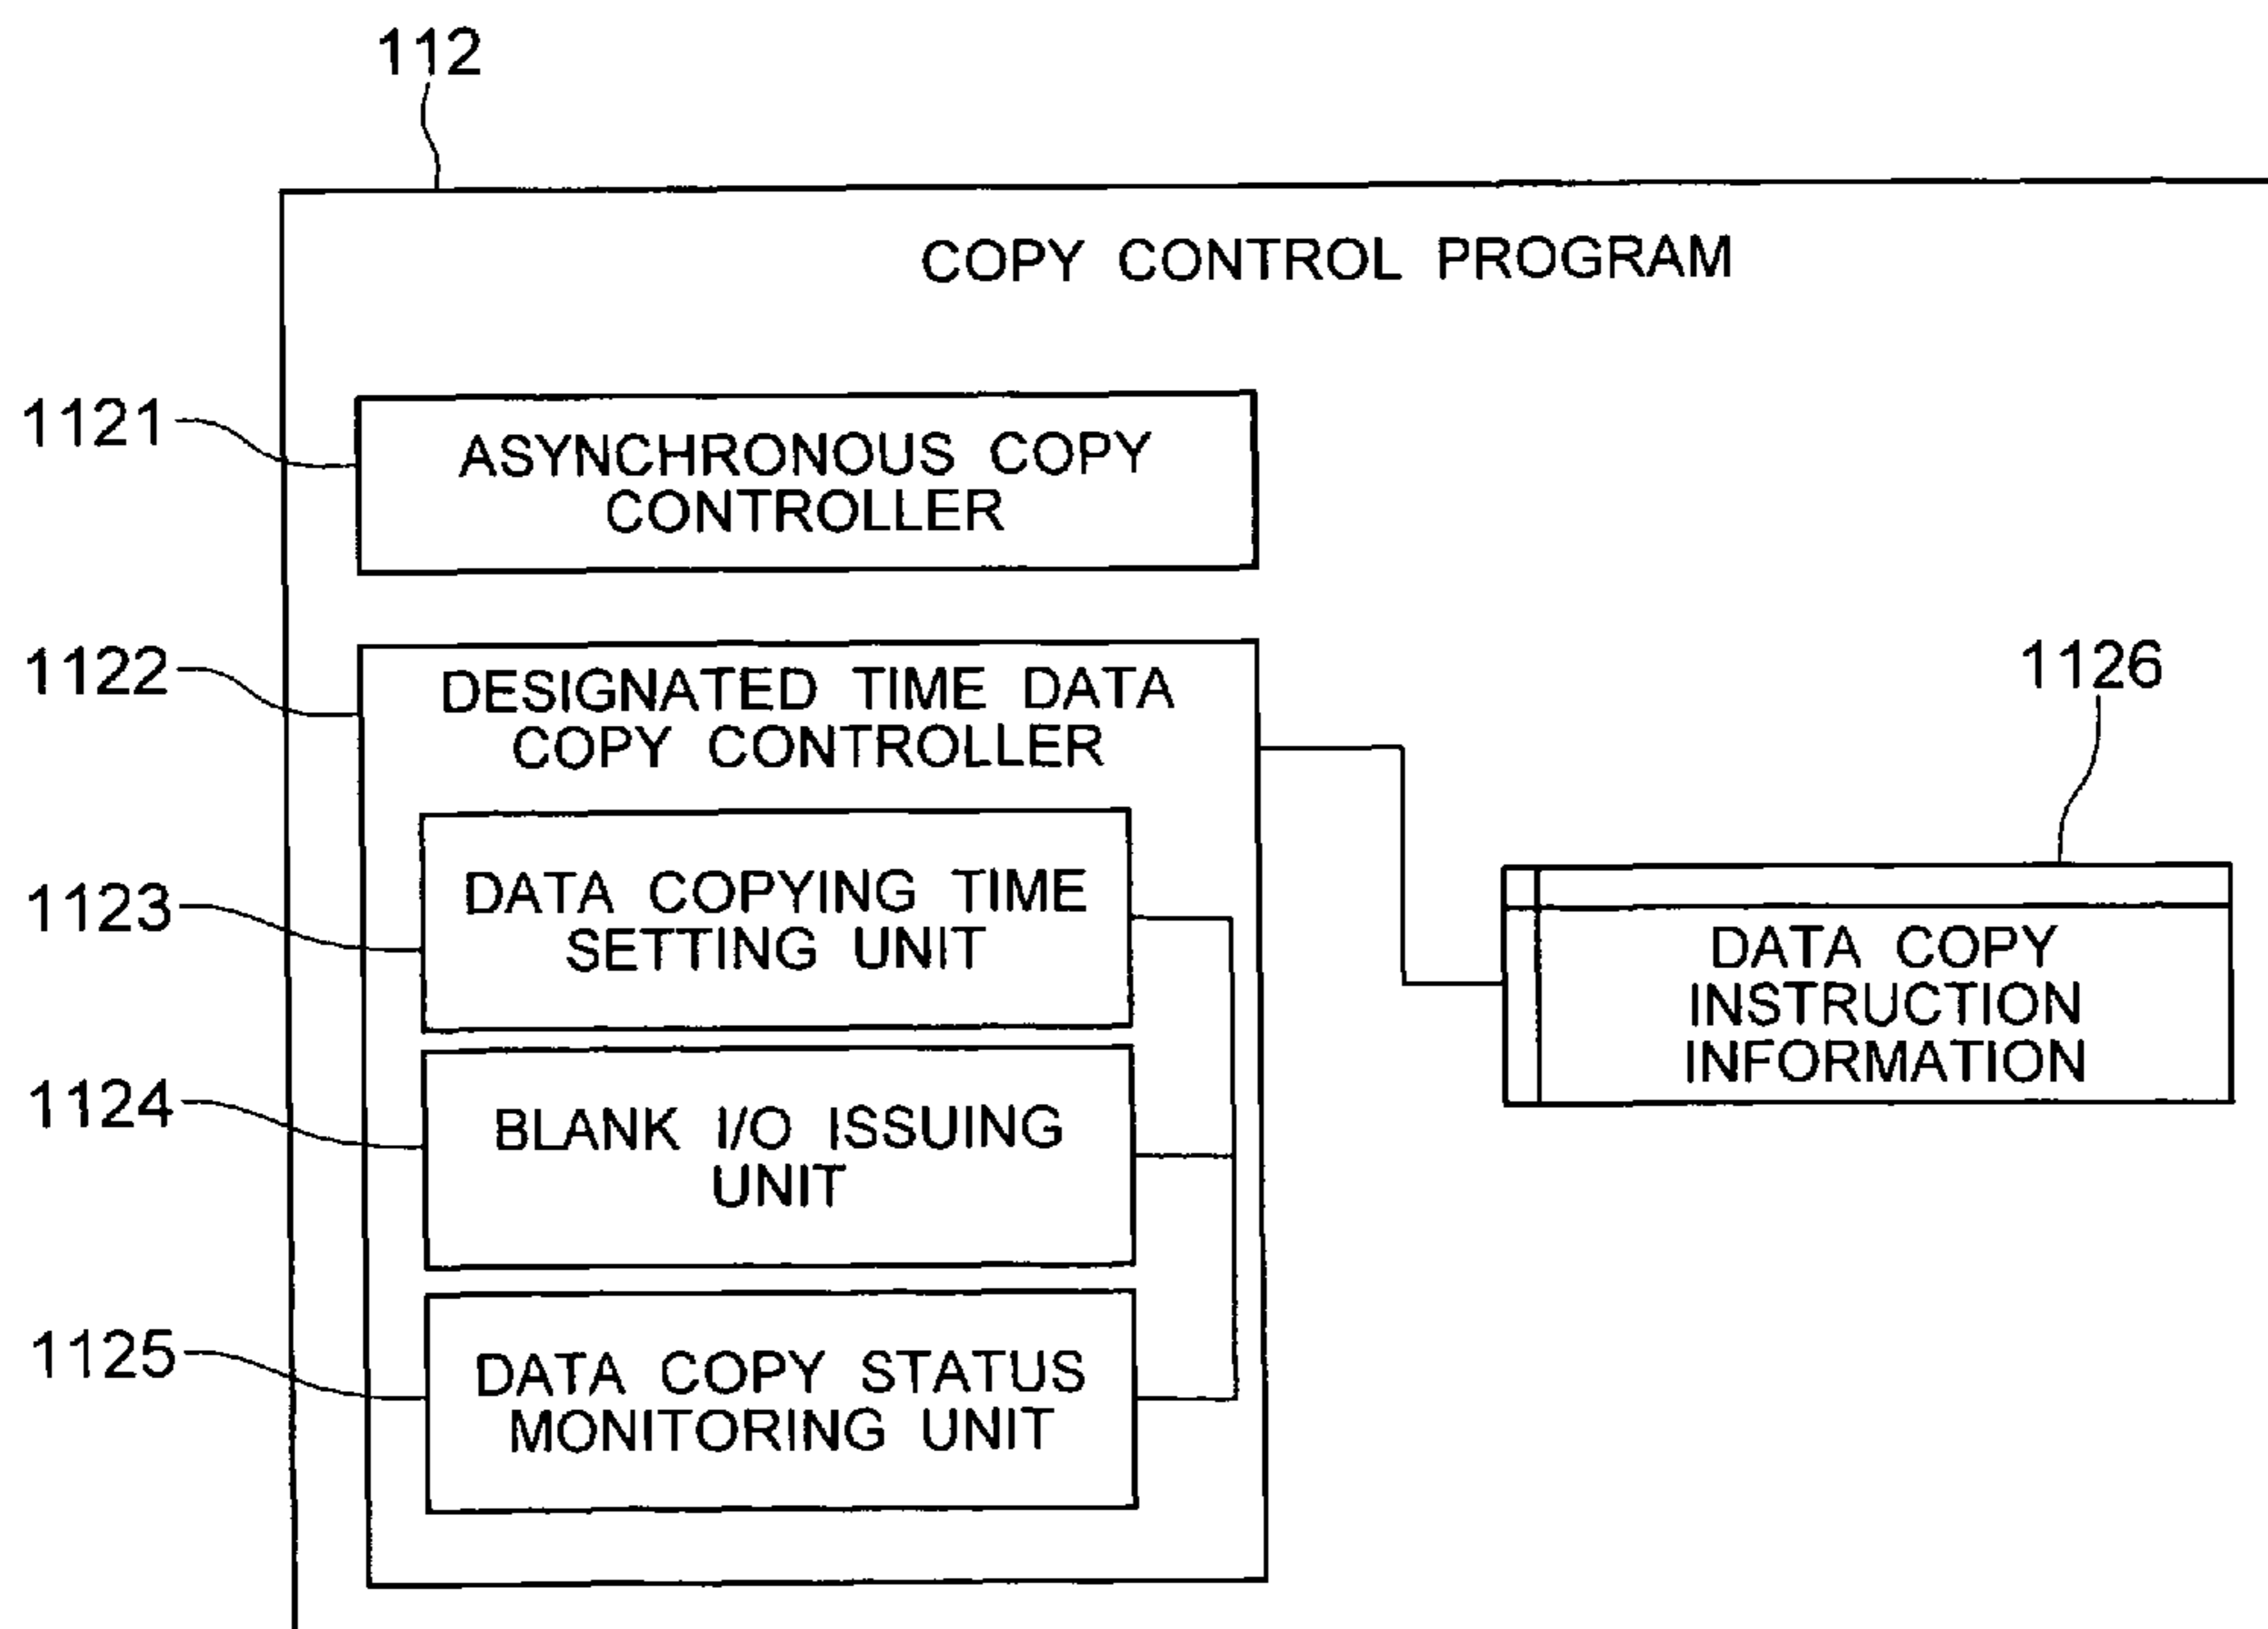 112
COPY CONTROL PROGRAM
1121
ASYNCHRONOUS COPY
CONTROLLER
1122
DESIGNATED TIME DATA
COPY CONTROLLER
1126
1123
DATA COPYING TIME
SETTING UNIT
DATA COPY
INSTRUCTION
INFORMATION
1124
BLANK I/O ISSUING
UNIT
1125
DATA COPY STATUS
MONITORING UNIT